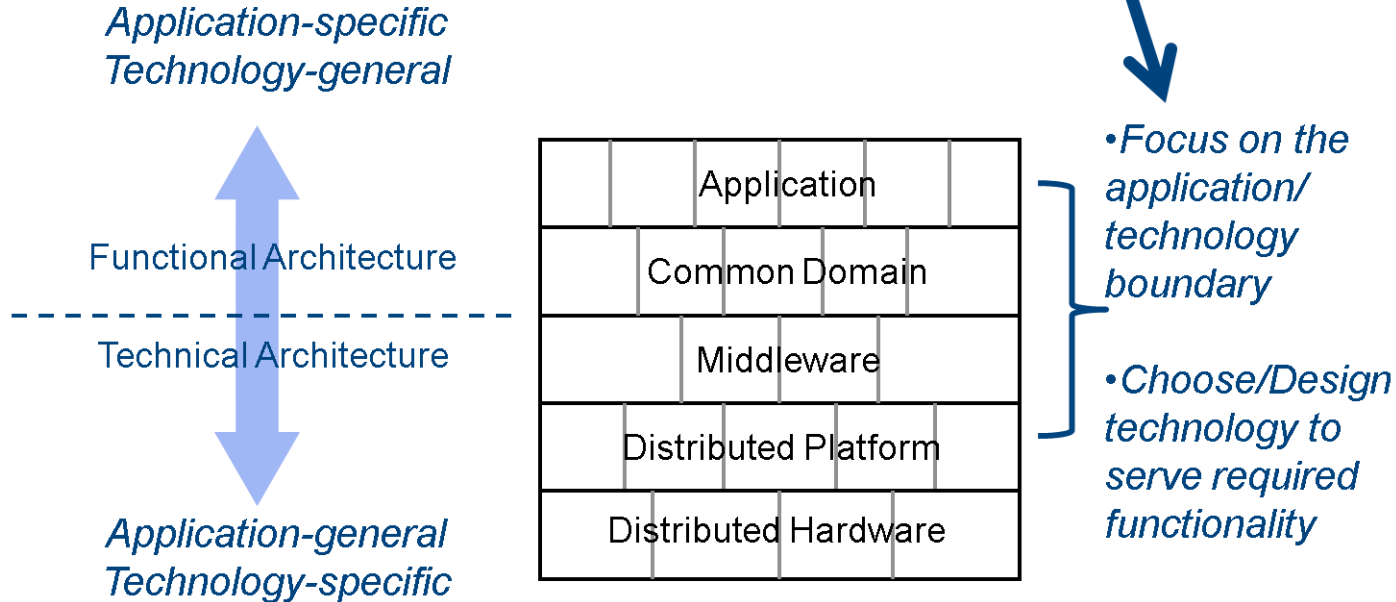 Application-specific
Technology-general
Functional Architecture
Technical Architecture
Application-general
Technology-specific
Application
Common Domain
Middleware
Distributed Platform
Distributed Hardware
•Focus on the
application/
technology
boundary
•Choose/Design
technology to
serve required
functionality